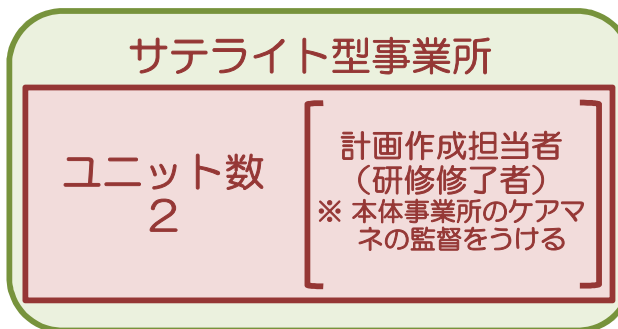 サテライト型事業所
ユニット数
2
計画作成担当者
（研修修了者）
※ 本体事業所のケアマ
ネの監督をうける